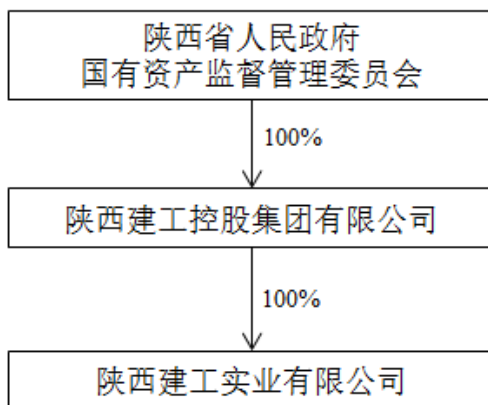 陕西省人民政府
国有资产监督管理委员会
100%
陕西建工控股集团有限公司
100%
陕西建工实业有限公司